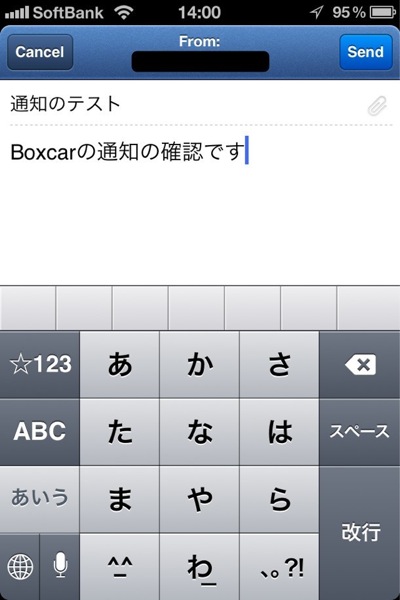 SoftBank 14:00 95%
Cancel From: Send
通知のテスト
Boxcarの通知の確認です
☆123 あ か さ
ABC た な は スペース
あいう ま や ら 改行
^_^ わ_ 、。?!